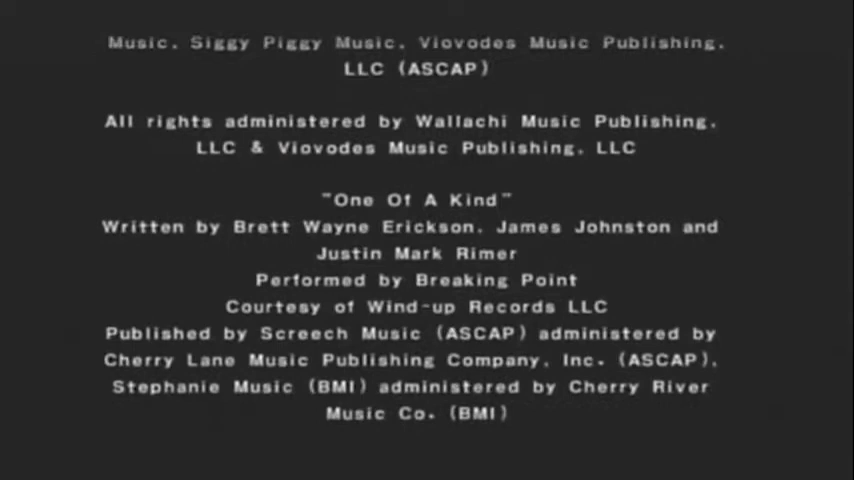 Music, Siggy Piggy Music, Viovodes Music Publishing,
LLC (ASCAP)
All rights administered by Wallachi Music Publishing,
LLC & Viovodes Music Publishing, LLC
"One Of A Kind"
Written by Brett Wayne Erickson, James Johnston and
Justin Mark Rimer
Performed by Breaking Point
Courtesy of Wind-up Records LLC
Published by Screech Music (ASCAP) administered by
Cherry Lane Music Publishing Company, Inc. (ASCAP),
Stephanie Music (BMI) administered by Cherry River
Music Co. (BMI)